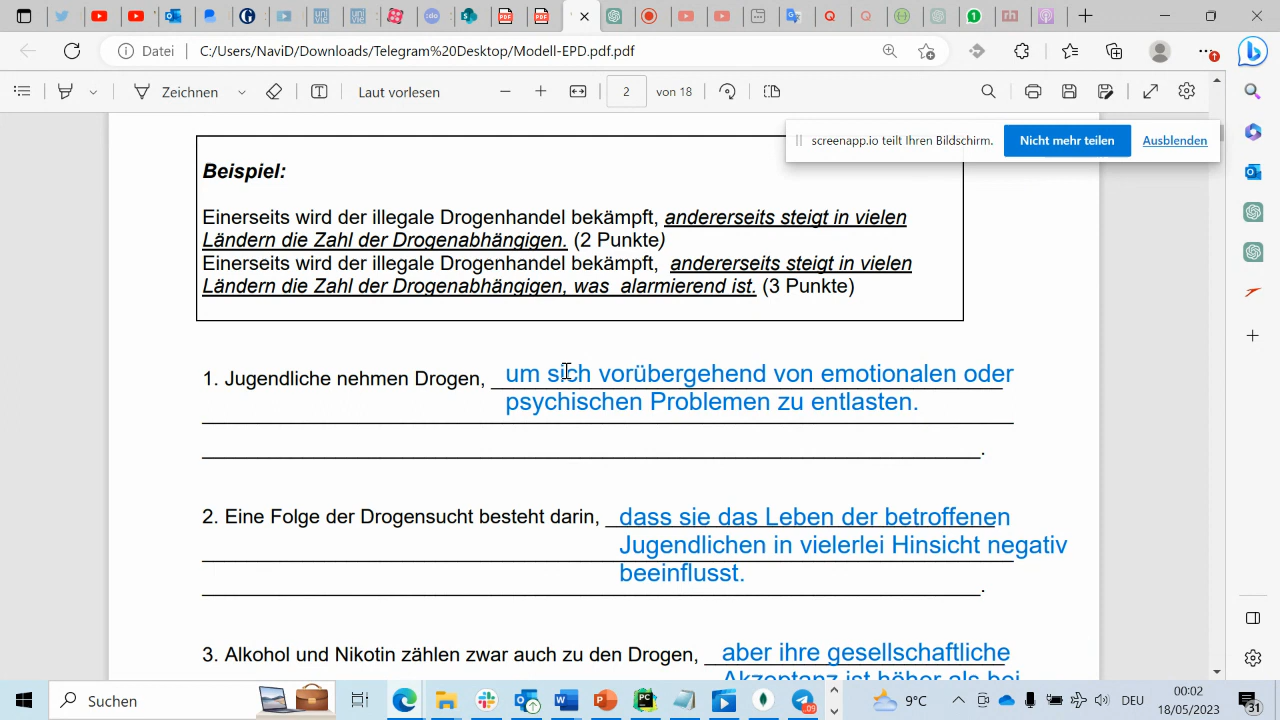 Datei
C:/Users/NaviD/Downloads/Telegram%20Desktop/Modell-EPD.pdf.pdf
Zeichnen
Laut vorlesen
2
von 18
screenapp.io teilt Ihren Bildschirm.
Nicht mehr teilen
Ausblenden
Beispiel:
Einerseits wird der illegale Drogenhandel bekämpft, andererseits steigt in vielen
Ländern die Zahl der Drogenabhängigen. (2 Punkte)
Einerseits wird der illegale Drogenhandel bekämpft, andererseits steigt in vielen
Ländern die Zahl der Drogenabhängigen, was alarmierend ist. (3 Punkte)
1. Jugendliche nehmen Drogen, um sich vorübergehend von emotionalen oder
psychischen Problemen zu entlasten.
2. Eine Folge der Drogensucht besteht darin, dass sie das Leben der betroffenen
Jugendlichen in vielerlei Hinsicht negativ
beeinflusst.
3. Alkohol und Nikotin zählen zwar auch zu den Drogen, aber ihre gesellschaftliche
Akzeptanz ist höher als bei
Suchen
9°C
DEU
00:02
18/05/2023